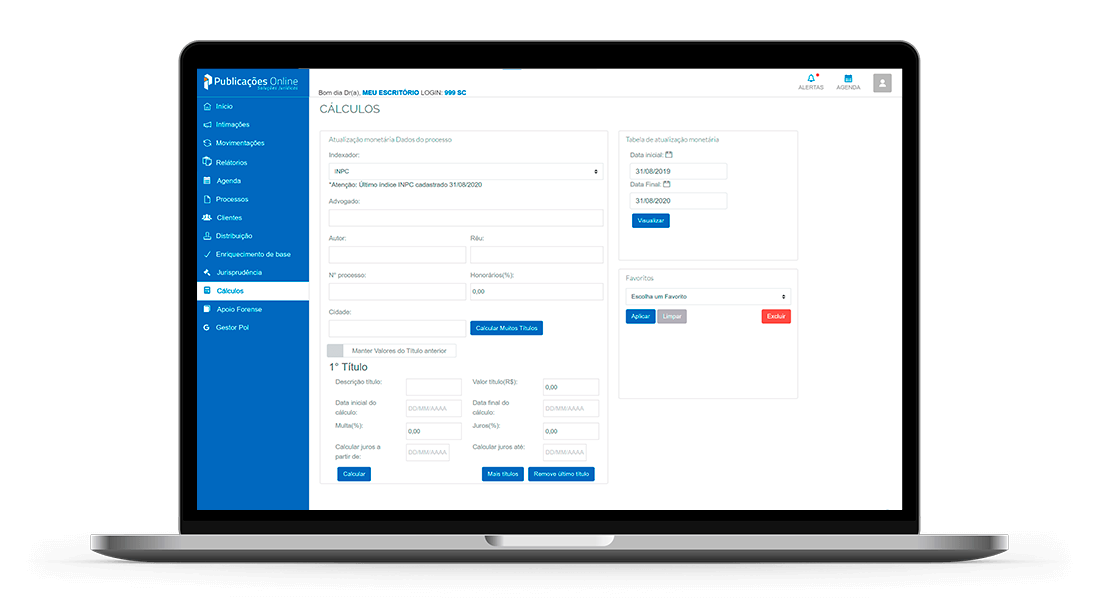 Publicações Online
Soluções Jurídicas
Início
Intimações
Movimentações
Relatórios
Agenda
Processos
Clientes
Distribuição
Enriquecimento de base
Jurisprudência
Cálculos
Apoio Forense
Gestor Pol
Bom dia Dr(a), MEU ESCRITÓRIO LOGIN: 999 SC
ALERTAS
AGENDA
CÁLCULOS
Atualização monetária Dados do processo
Indexador:
INPC
*Atenção: Último índice INPC cadastrado 31/08/2020
Advogado:
Autor: Réu:
Nº processo: Honorários(%):
0,00
Cidade:
Calcular Muitos Títulos
Manter Valores do Título anterior
1° Título
Descrição título: Valor título(R$): 0,00
Data inicial do cálculo: DD/MM/AAAA Data final do cálculo: DD/MM/AAAA
Multa(%): 0,00 Juros(%): 0,00
Calcular juros a partir de: DD/MM/AAAA Calcular juros até: DD/MM/AAAA
Calcular Mais títulos Remove último título
Tabela de atualização monetária
Data inicial:
31/08/2019
Data Final:
31/08/2020
Visualizar
Favoritos
Escolha um Favorito
Aplicar Limpar Excluir